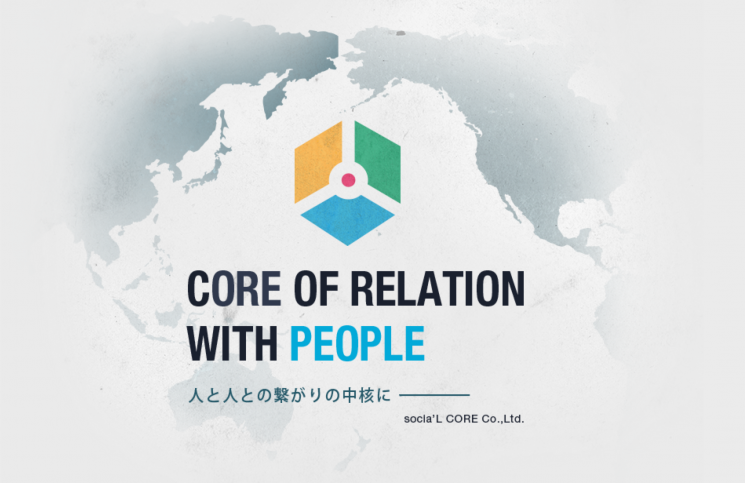 CORE OF RELATION
WITH PEOPLE
人と人との繋がりの中核に
socia'L CORE Co.,Ltd.